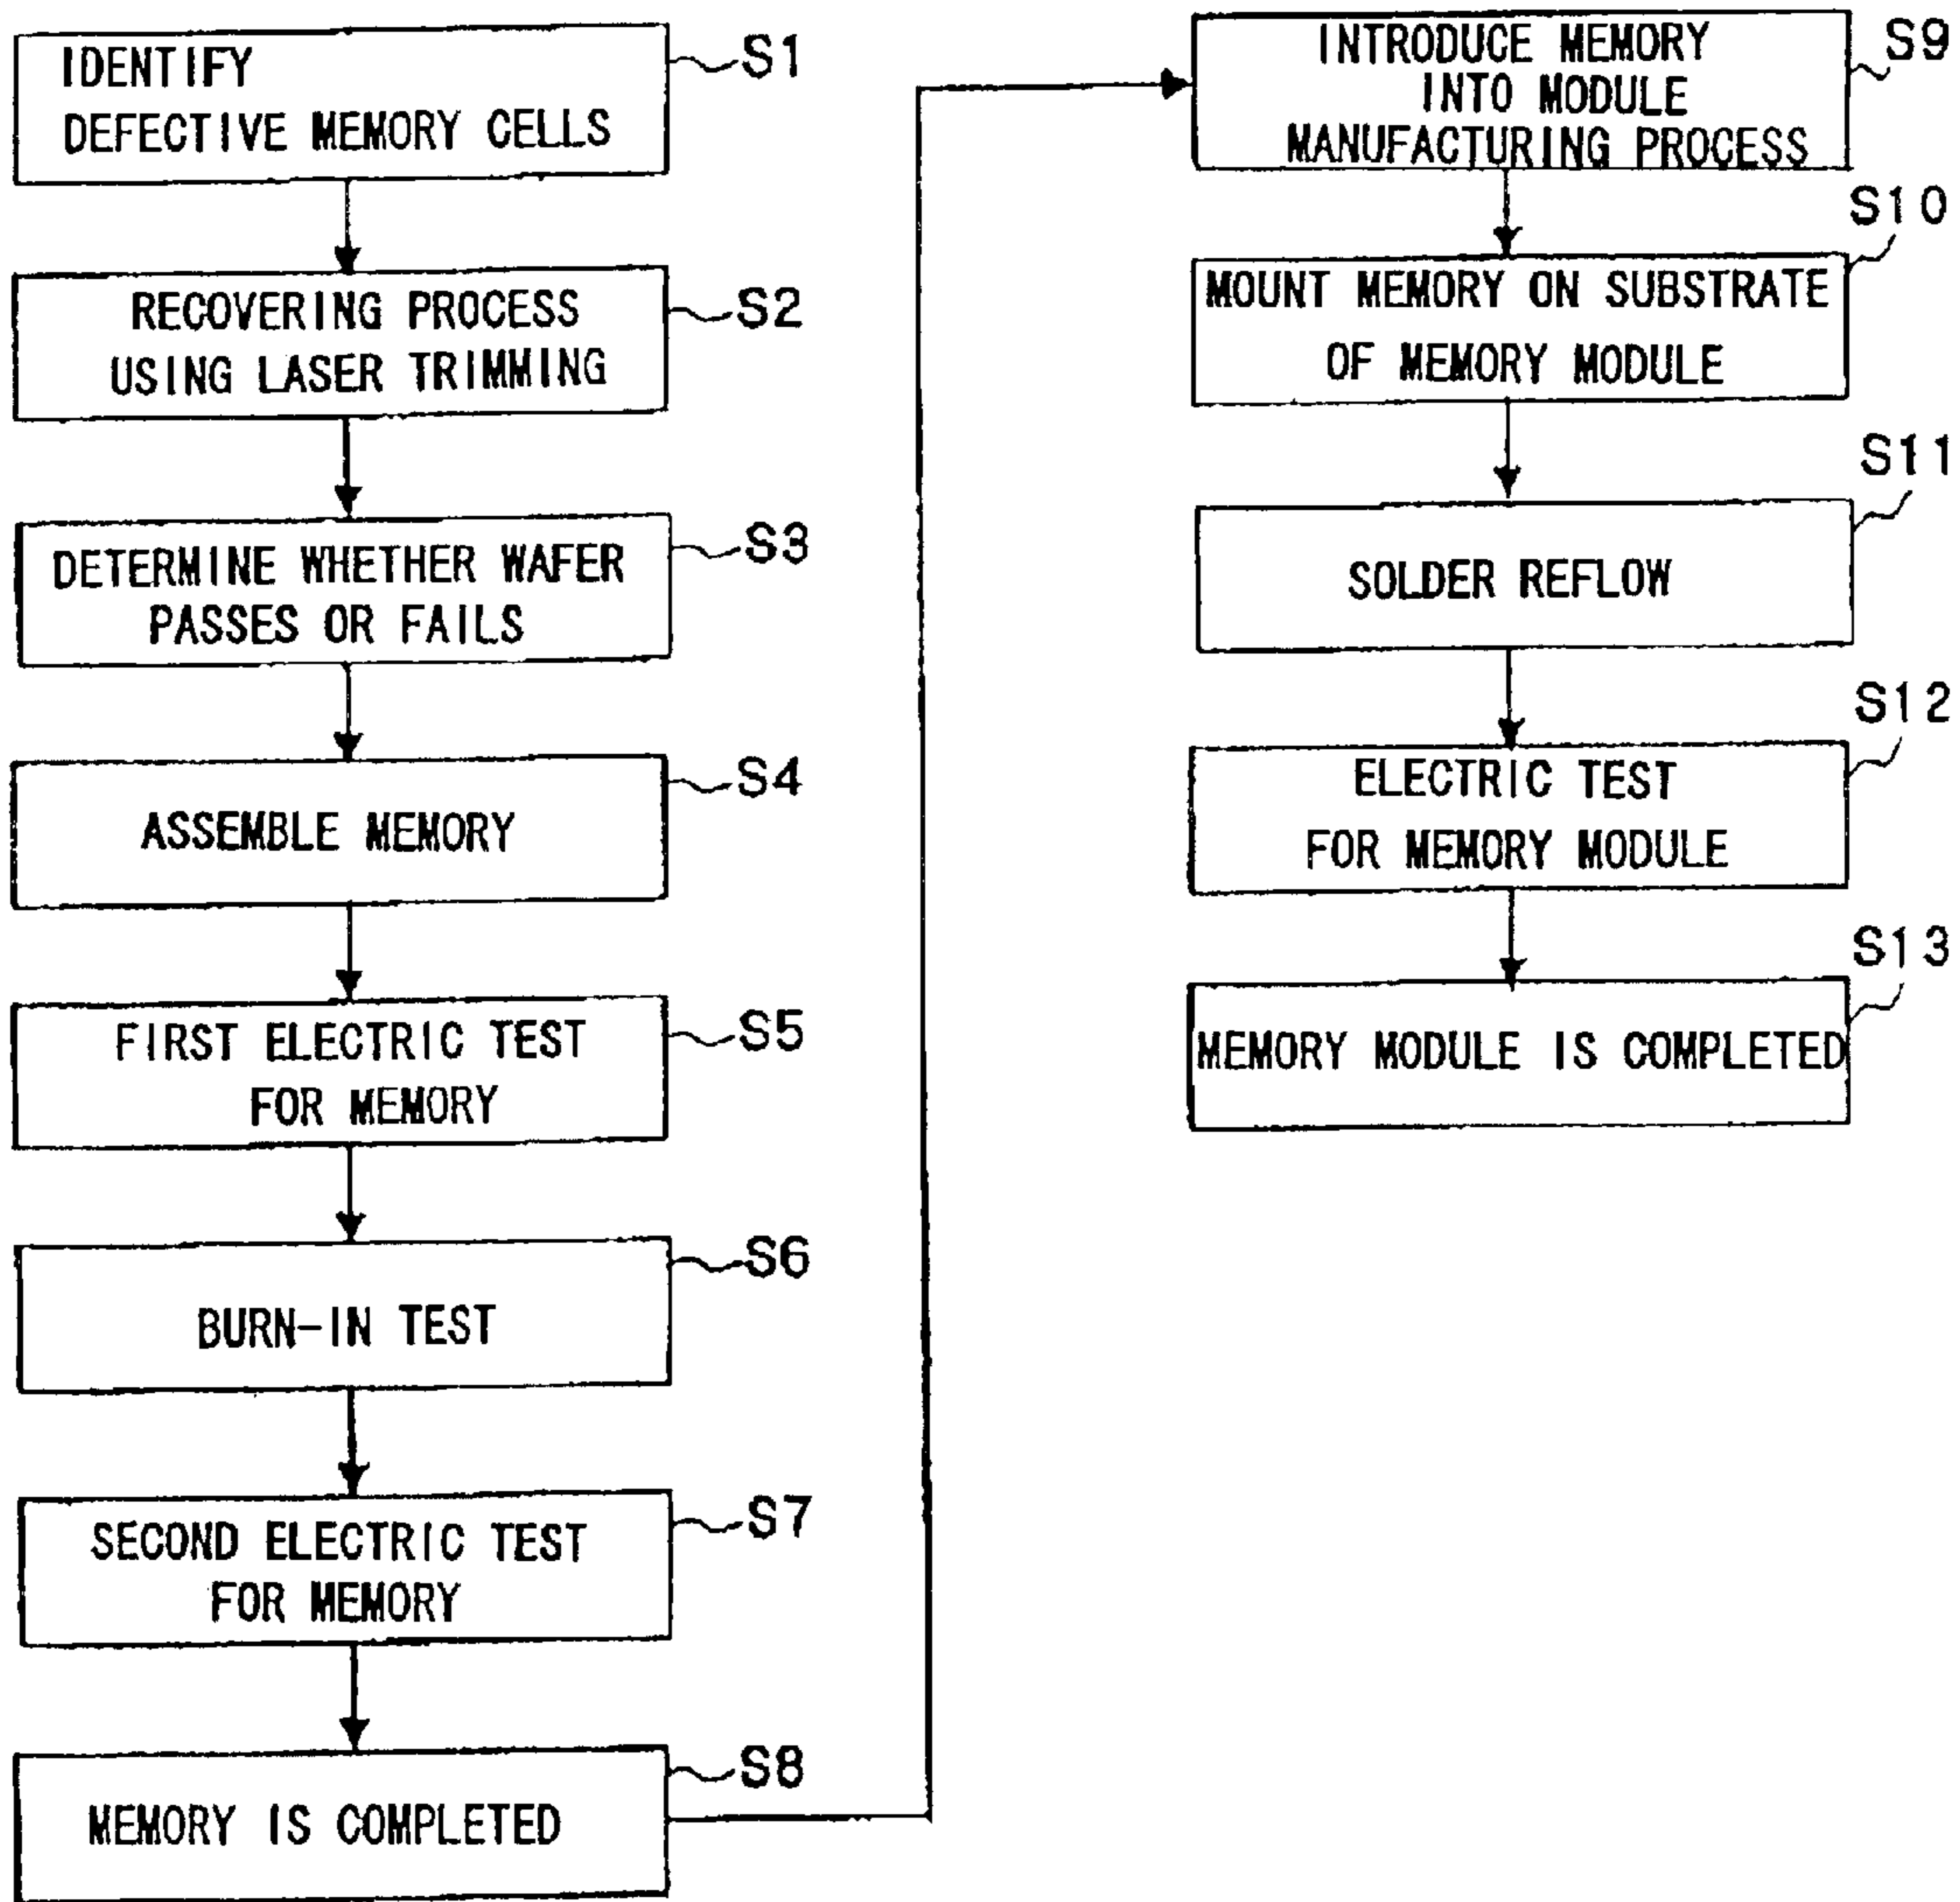 IDENTIFY
DEFECTIVE MEMORY CELLS
S1
RECOVERING PROCESS
USING LASER TRIMMING
S2
DETERMINE WHETHER WAFER
PASSES OR FAILS
S3
ASSEMBLE MEMORY
S4
FIRST ELECTRIC TEST
FOR MEMORY
S5
BURN-IN TEST
S6
SECOND ELECTRIC TEST
FOR MEMORY
S7
MEMORY IS COMPLETED
S8
INTRODUCE MEMORY
INTO MODULE
MANUFACTURING PROCESS
S9
MOUNT MEMORY ON SUBSTRATE
OF MEMORY MODULE
S10
SOLDER REFLOW
S11
ELECTRIC TEST
FOR MEMORY MODULE
S12
MEMORY MODULE IS COMPLETED
S13